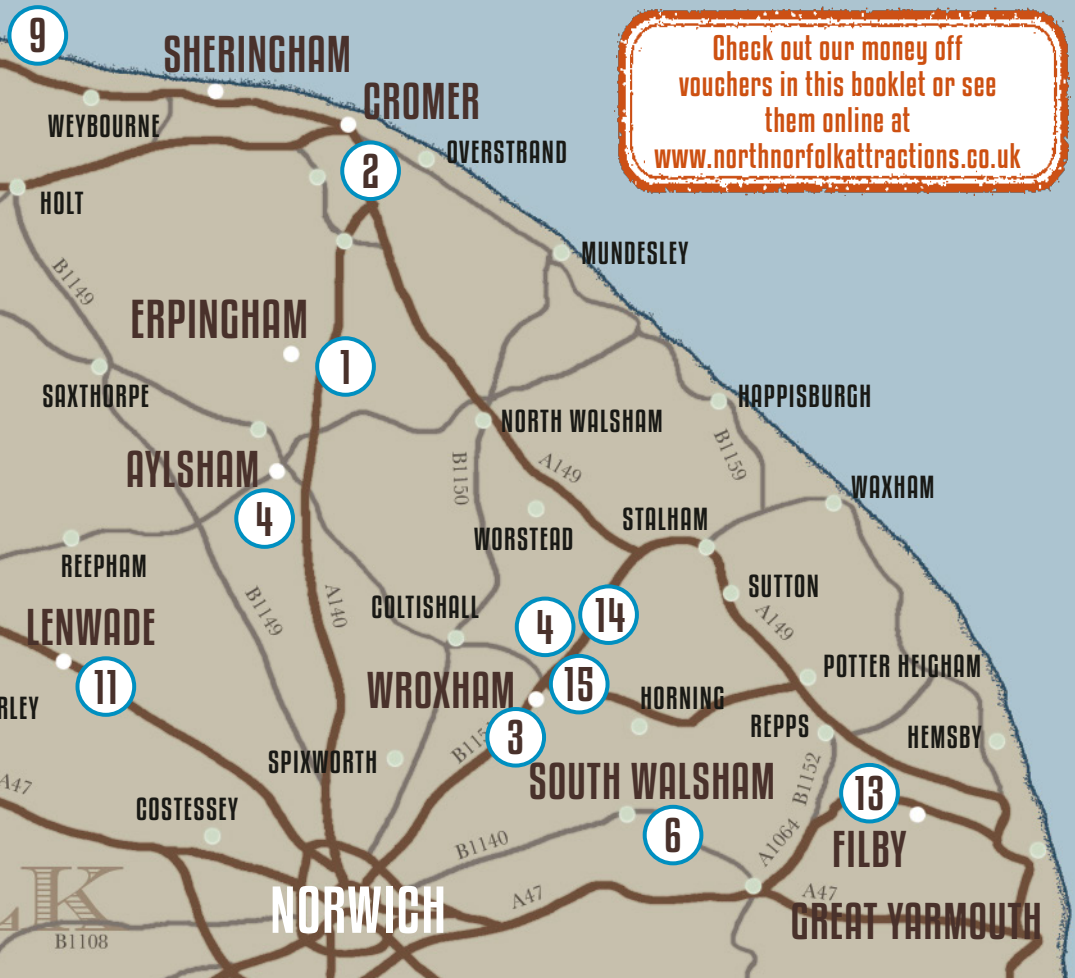 9
SHERINGHAM
CROMER
WEYBOURNE
2
OVERSTRAND
HOLT
Check out our money off
vouchers in this booklet or see
them online at
www.northnorfolkattractions.co.uk
MUNDESLEY
B1149
ERPINGHAM
1
SAXTHORPE
HAPPISBURGH
NORTH WALSHAM
B1159
AYLSHAM
B1150
A149
4
WAXHAM
STALHAM
WORSTEAD
REEPHAM
SUTTON
B1149
A140
COLTISHALL
LENWADE
4
14
A149
11
WROXHAM
15
POTTER HEIGHAM
RLEY
HORNING
3
REPPS
HEMSBY
SPIXWORTH
SOUTH WALSHAM
B1152
A47
13
COSTESSEY
6
FILBY
B1140
A1064
LK
NORWICH
A47
A47
GREAT YARMOUTH
B1108